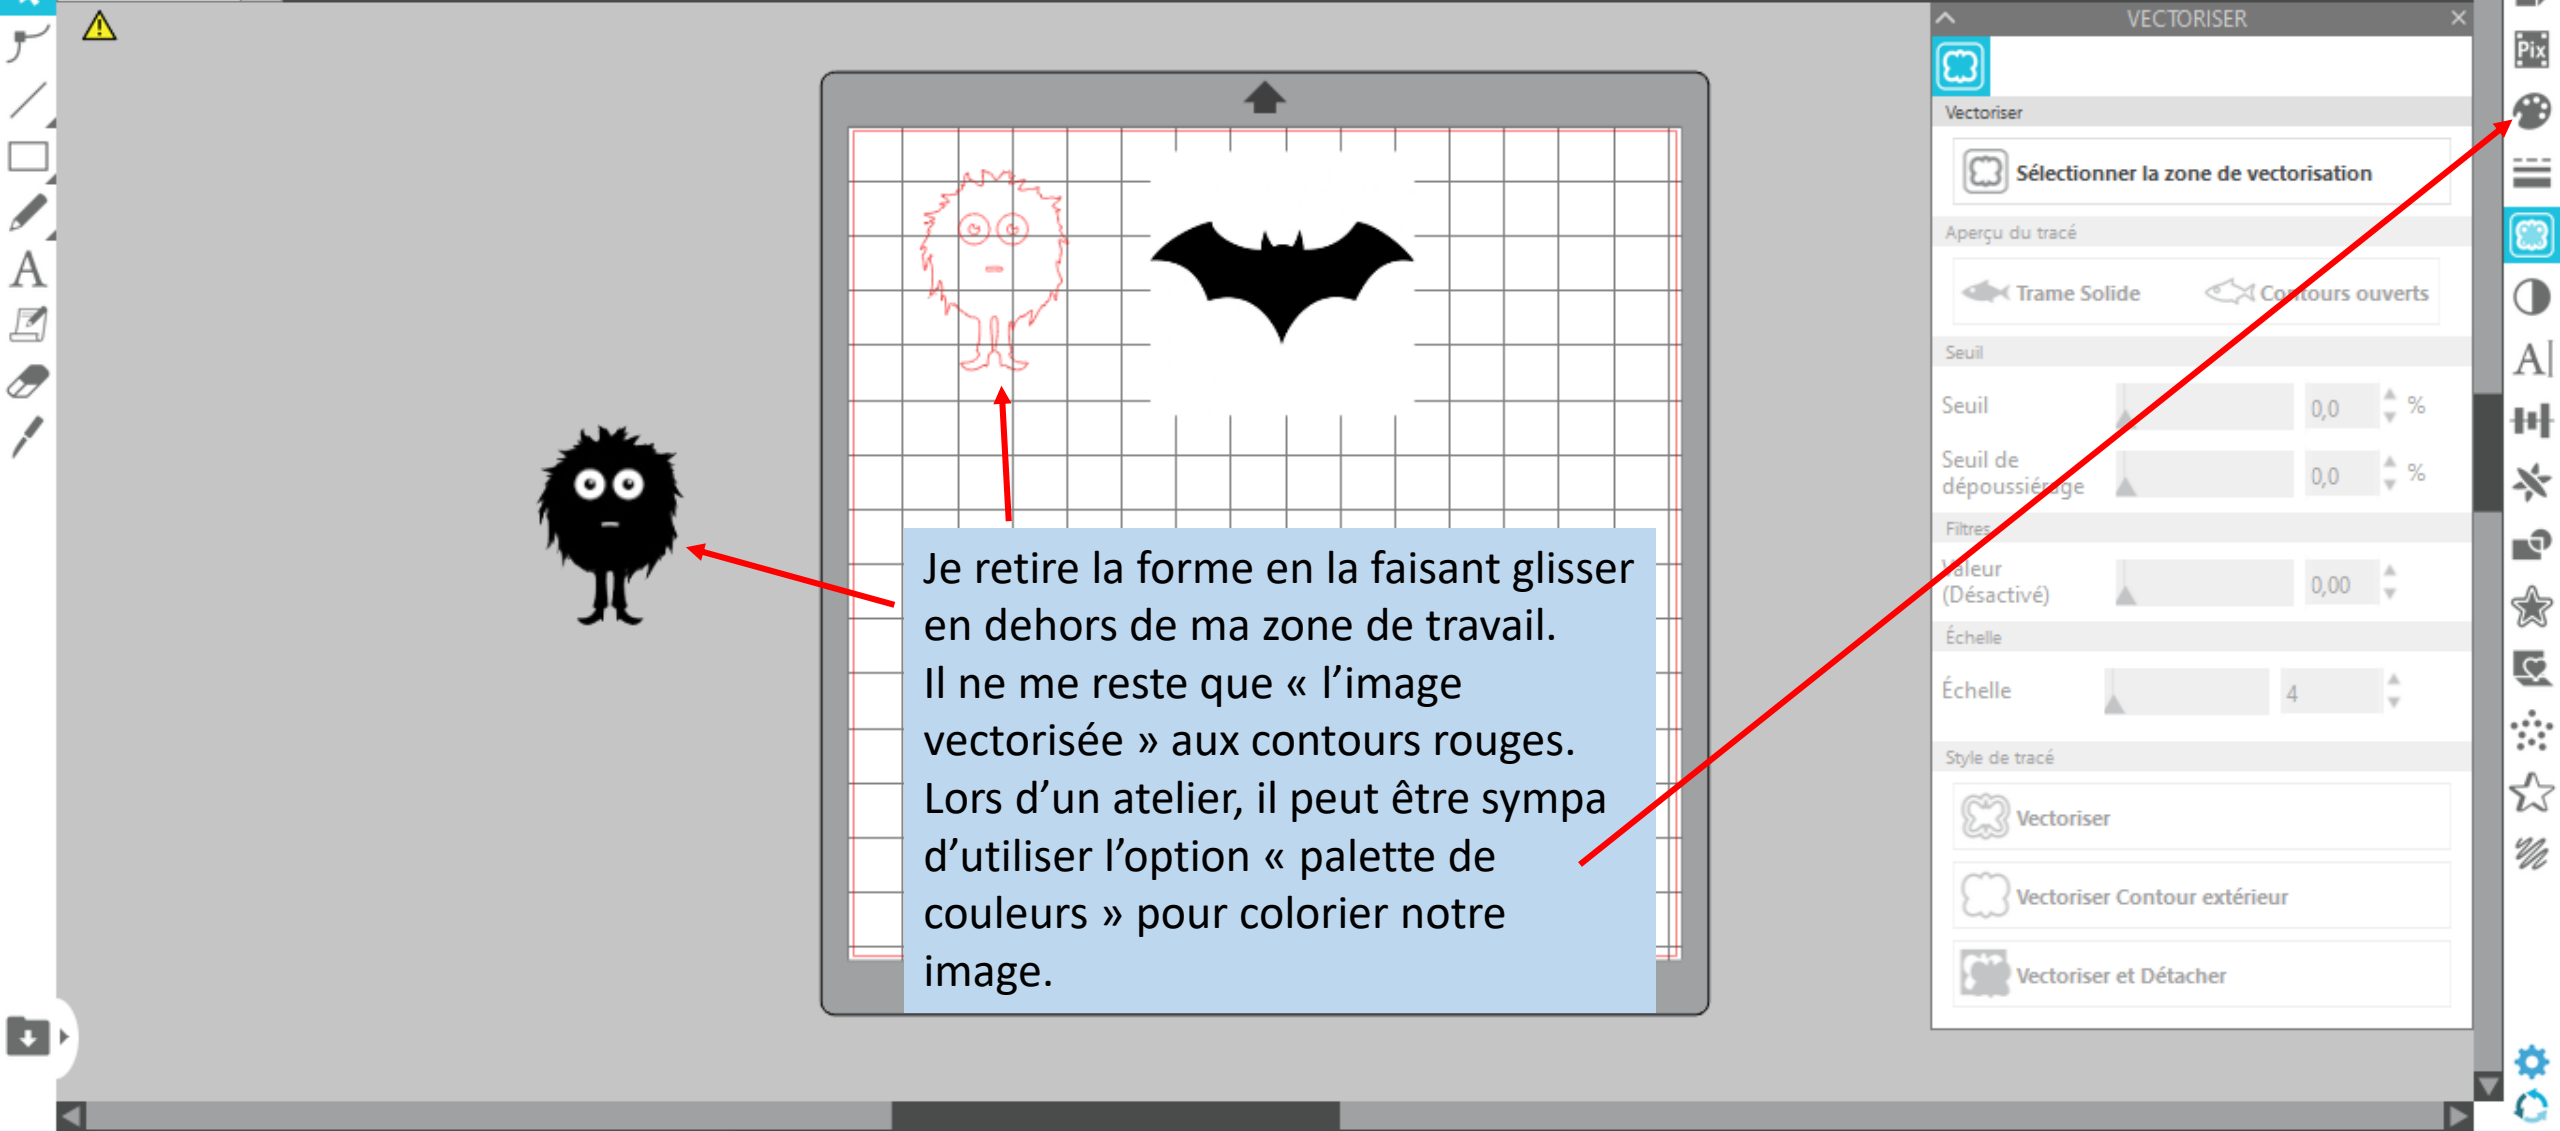 VECTORISER
Pix
Vectoriser
Sélectionner la zone de vectorisation
Aperçu du tracé
Trame Solide
Contours ouverts
Seuil
Seuil
0,0
%
Seuil de
dépoussiérage
0,0
%
Filtres
Valeur
(Désactivé)
0,00
Échelle
Échelle
4
Style de tracé
Vectoriser
Vectoriser Contour extérieur
Vectoriser et Détacher
A
A
Je retire la forme en la faisant glisser
en dehors de ma zone de travail.
Il ne me reste que « l’image
vectorisée » aux contours rouges.
Lors d’un atelier, il peut être sympa
d’utiliser l’option « palette de
couleurs » pour colorier notre
image.